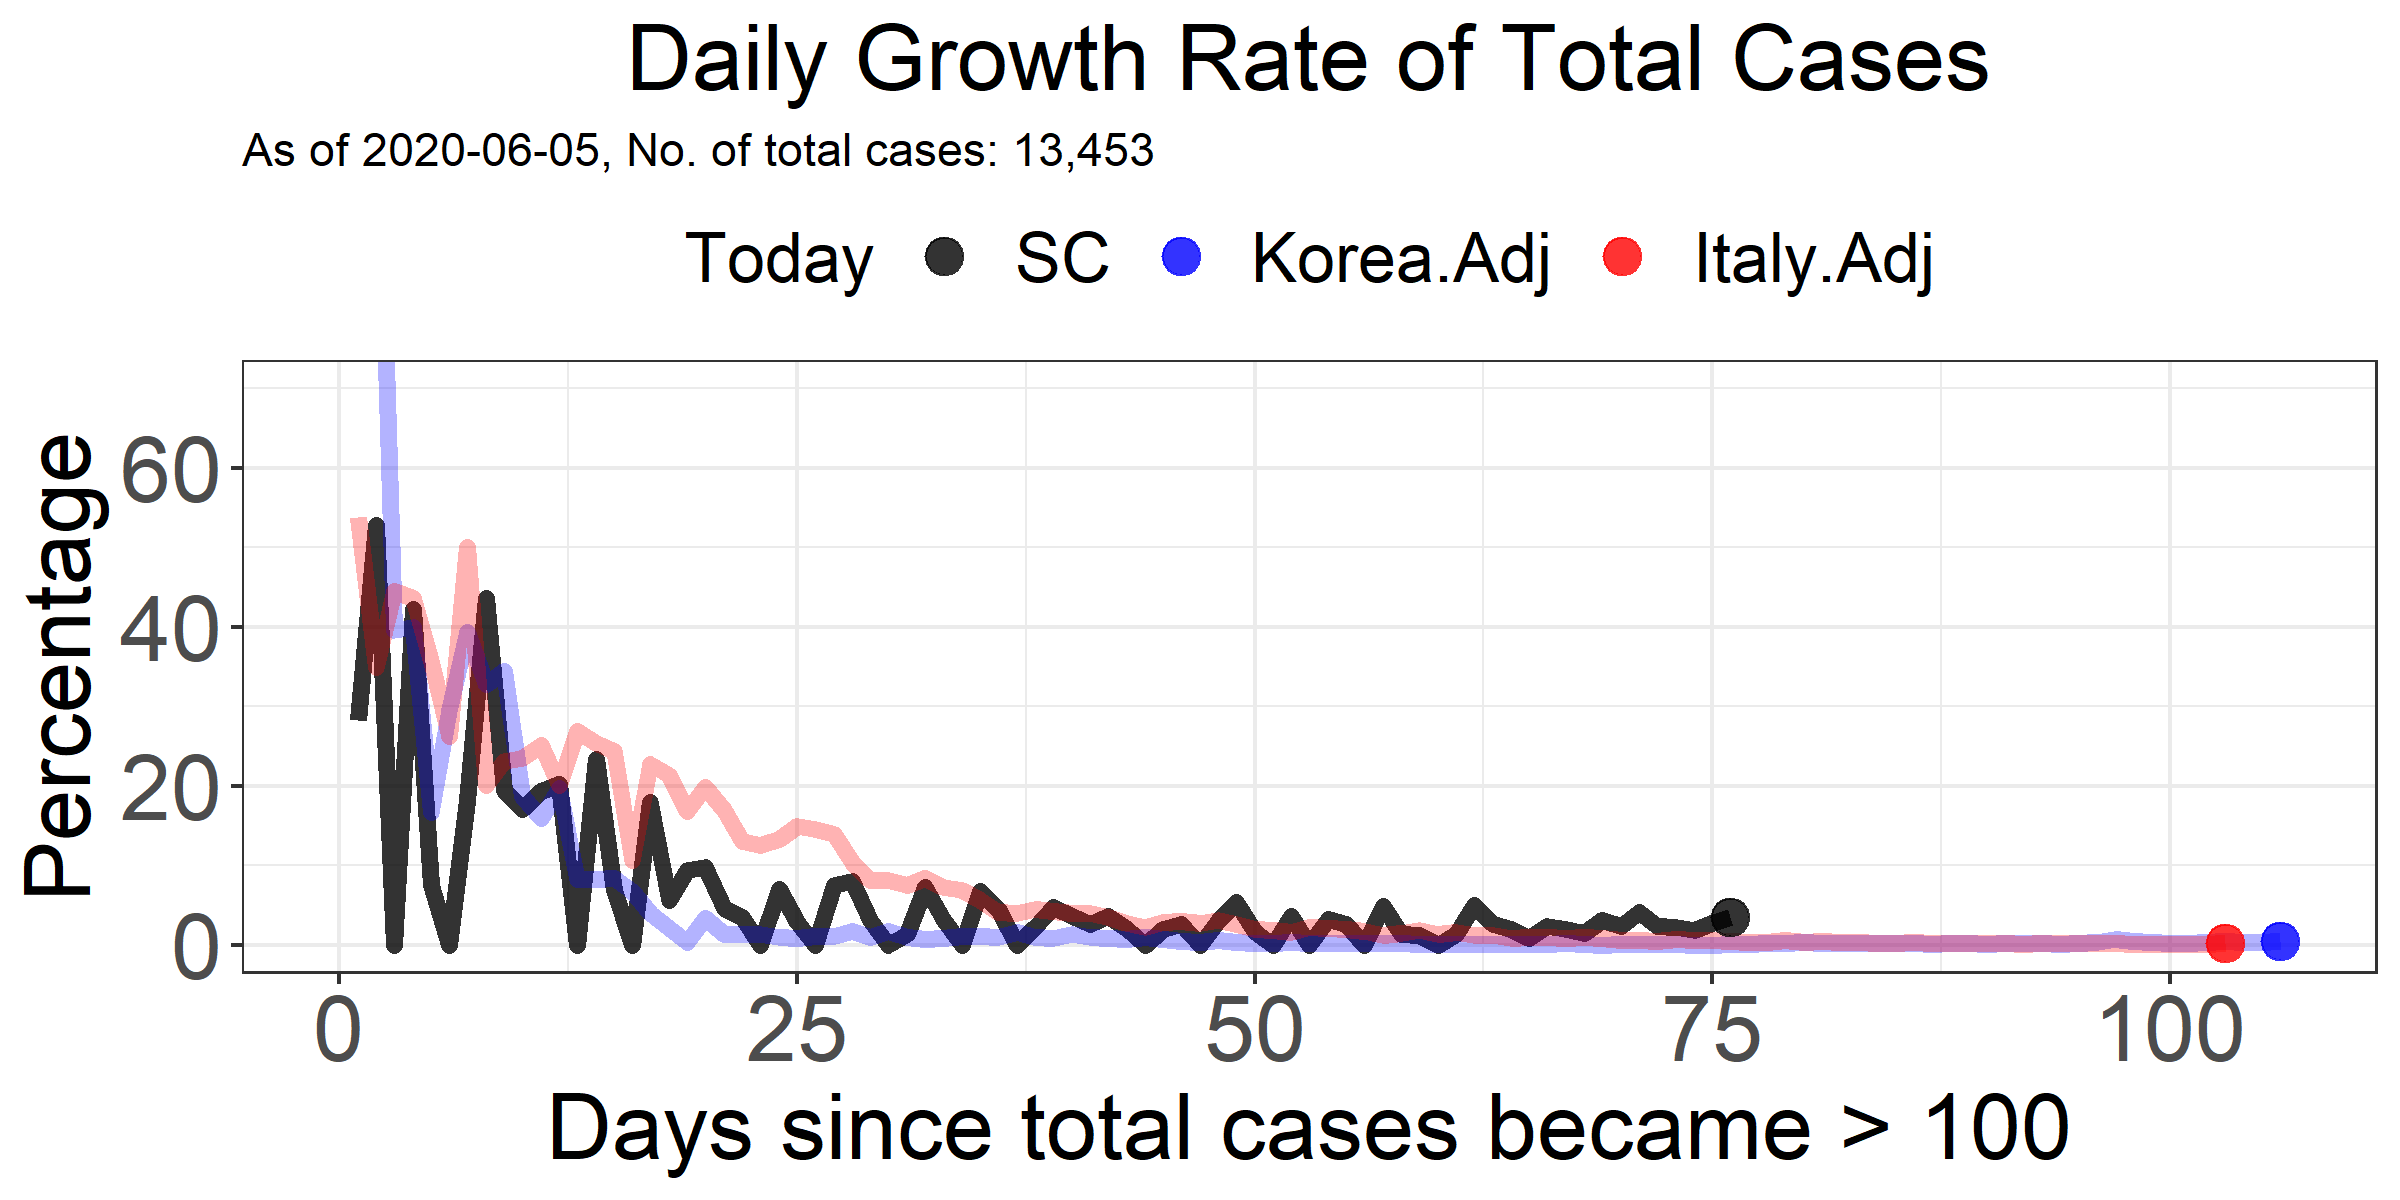 Daily Growth Rate of Total Cases
As of 2020-06-05, No. of total cases: 13,453
Today SC Korea.Adj Italy.Adj
Percentage
60
40
20
0
0 25 50 75 100
Days since total cases became > 100